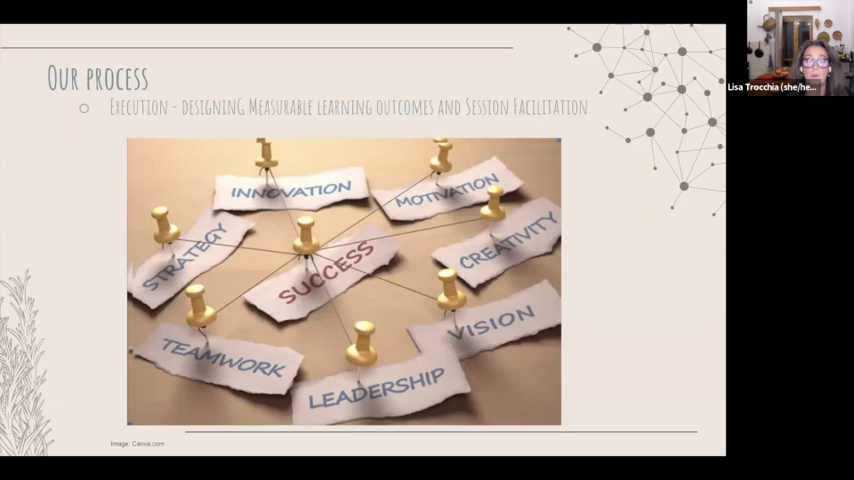 Our process
Execution - designing Measurable learning outcomes and Session Facilitation
INNOVATION
MOTIVATION
STRATEGY
CREATIVITY
SUCCESS
VISION
TEAMWORK
LEADERSHIP
Image: Canva.com
Lisa Trocchia (she/he...